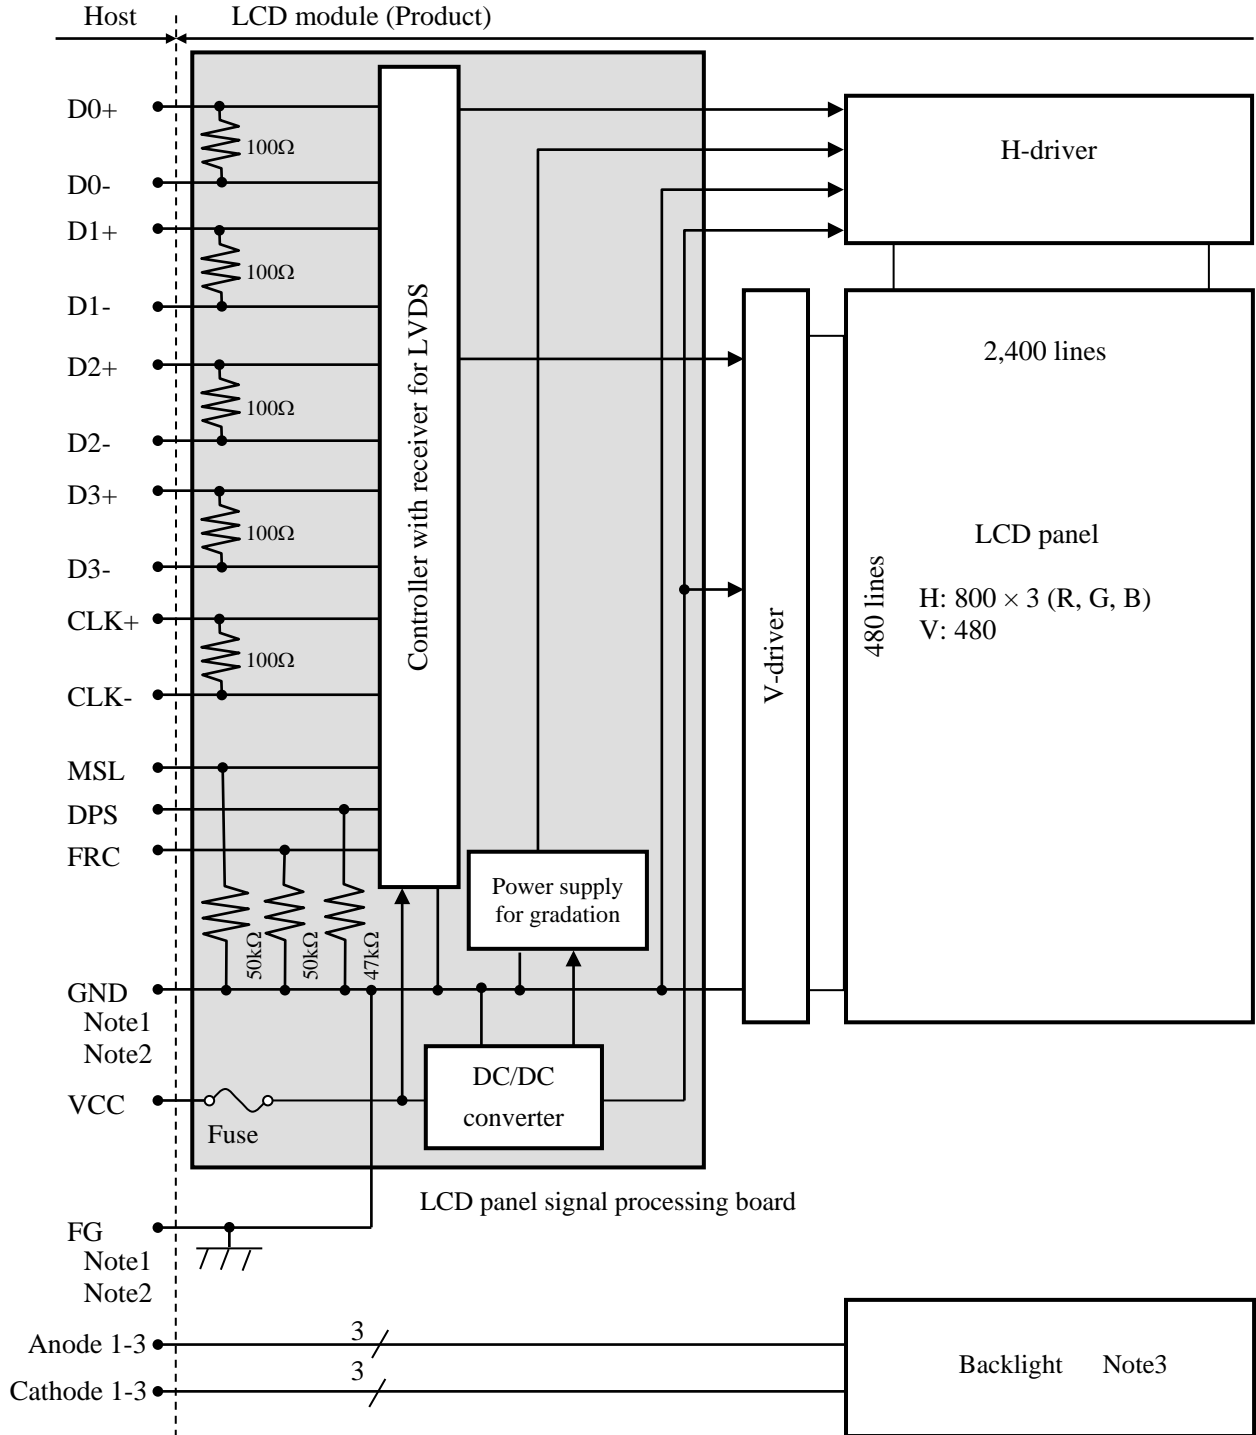 Host
LCD module (Product)
D0+
100Ω
D0-
D1+
100Ω
D1-
D2+
100Ω
D2-
D3+
100Ω
D3-
CLK+
100Ω
CLK-
MSL
DPS
FRC
50kΩ
50kΩ
47kΩ
GND
Note1
Note2
VCC
Fuse
FG
Note1
Note2
Anode 1-3
3
Cathode 1-3
3
Controller with receiver for LVDS
Power supply
for gradation
DC/DC
converter
LCD panel signal processing board
H-driver
V-driver
2,400 lines
480 lines
LCD panel
H: 800 × 3 (R, G, B)
V: 480
Backlight Note3